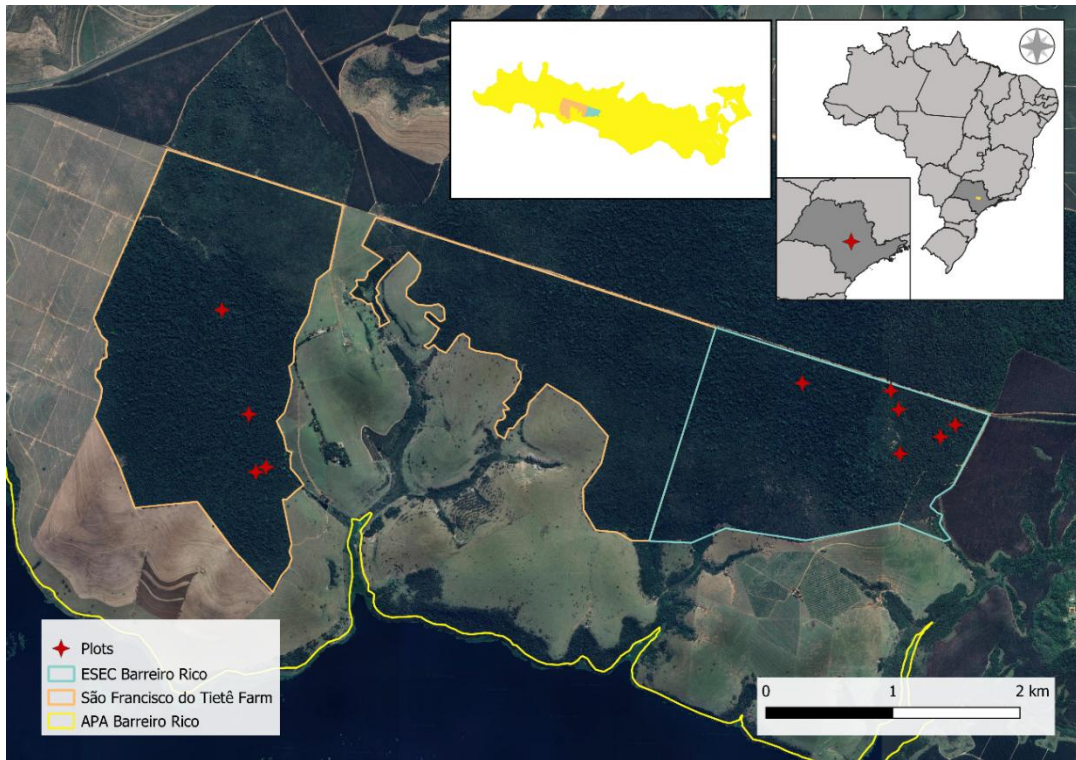 Plots
ESEC Barreiro Rico
São Francisco do Tietê Farm
APA Barreiro Rico
0 1 2 km